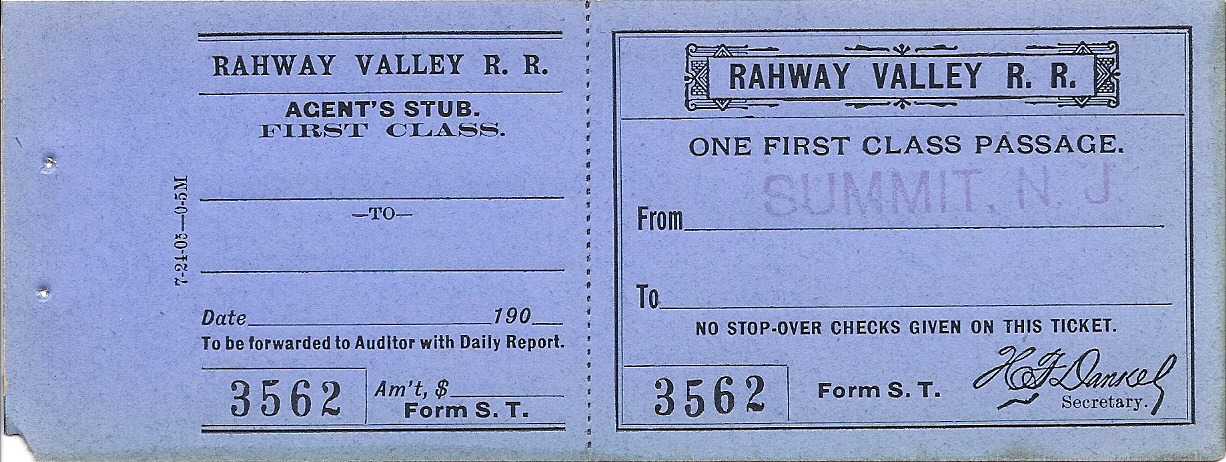 RAHWAY VALLEY R. R.
AGENT'S STUB.
FIRST CLASS.
—TO—
7-24-05—0-5M
Date 190
To be forwarded to Auditor with Daily Report.
3562
Am't, $
Form S. T.
RAHWAY VALLEY R. R.
ONE FIRST CLASS PASSAGE.
SUMMIT, N. J.
From
To
NO STOP-OVER CHECKS GIVEN ON THIS TICKET.
3562
Form S. T.
H F Dankel
Secretary.